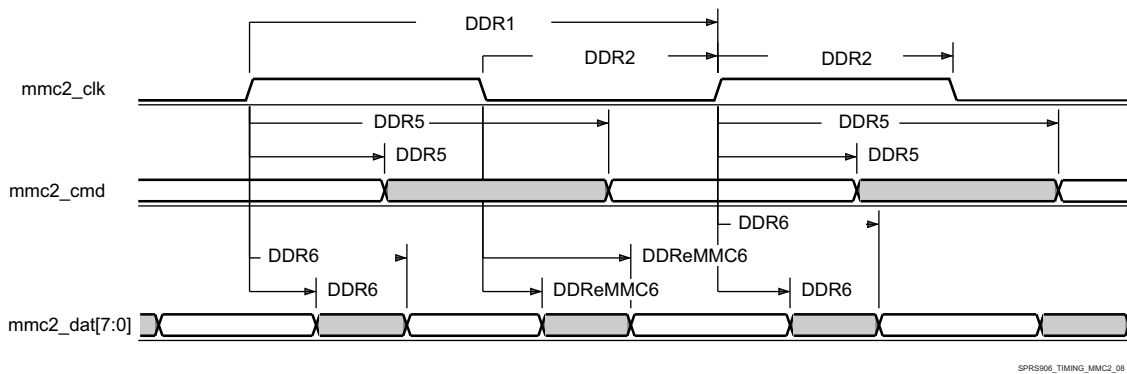 DDR1
DDR2
DDR2
mmc2_clk
DDR5
DDR5
DDR5
DDR5
mmc2_cmd
DDR6
DDR6
DDReMMC6
DDR6
DDReMMC6
DDR6
mmc2_dat[7:0]
SPRS906_TIMING_MMC2_08